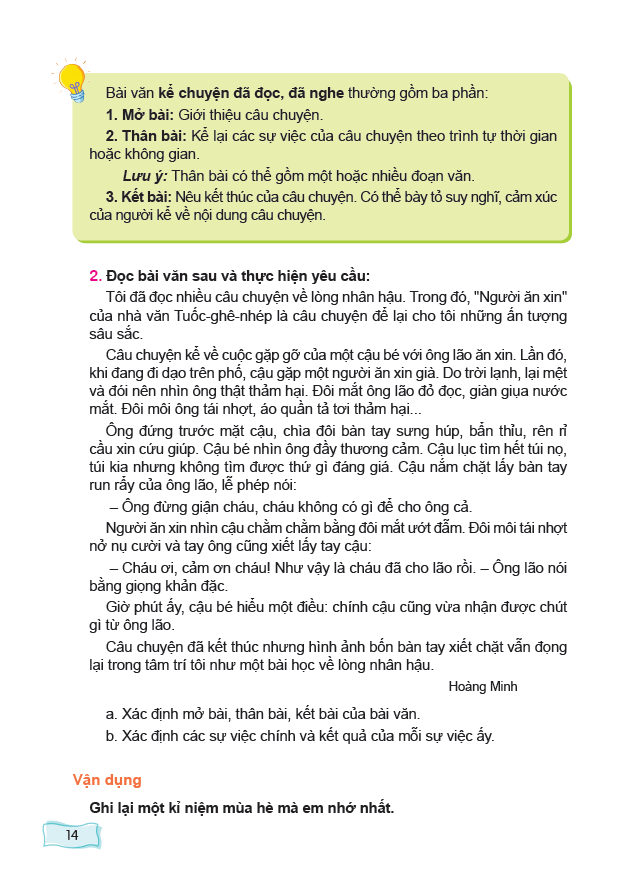 Bài văn kể chuyện đã đọc, đã nghe thường gồm ba phần:
1. Mở bài: Giới thiệu câu chuyện.
2. Thân bài: Kể lại các sự việc của câu chuyện theo trình tự thời gian
hoặc không gian.
Lưu ý: Thân bài có thể gồm một hoặc nhiều đoạn văn.
3. Kết bài: Nêu kết thúc của câu chuyện. Có thể bày tỏ suy nghĩ, cảm xúc
của người kể về nội dung câu chuyện.
2. Đọc bài văn sau và thực hiện yêu cầu:
Tôi đã đọc nhiều câu chuyện về lòng nhân hậu. Trong đó, "Người ăn xin"
của nhà văn Tuốc-ghê-nhép là câu chuyện để lại cho tôi những ấn tượng
sâu sắc.
Câu chuyện kể về cuộc gặp gỡ của một cậu bé với ông lão ăn xin. Lần đó,
khi đang đi dạo trên phố, cậu gặp một người ăn xin già. Do trời lạnh, lại mệt
và đói nên nhìn ông thật thảm hại. Đôi mắt ông lão đỏ đọc, giàn giụa nước
mắt. Đôi môi ông tái nhợt, áo quần tả tơi thảm hại...
Ông đứng trước mặt cậu, chìa đôi bàn tay sưng húp, bẩn thỉu, rên rỉ
cầu xin cứu giúp. Cậu bé nhìn ông đầy thương cảm. Cậu lục tìm hết túi nọ,
túi kia nhưng không tìm được thứ gì đáng giá. Cậu nắm chặt lấy bàn tay
run rẩy của ông lão, lễ phép nói:
– Ông đừng giận cháu, cháu không có gì để cho ông cả.
Người ăn xin nhìn cậu chằm chằm bằng đôi mắt ướt đẫm. Đôi môi tái nhợt
nở nụ cười và tay ông cũng xiết lấy tay cậu:
– Cháu ơi, cảm ơn cháu! Như vậy là cháu đã cho lão rồi. – Ông lão nói
bằng giọng khản đặc.
Giờ phút ấy, cậu bé hiểu một điều: chính cậu cũng vừa nhận được chút
gì từ ông lão.
Câu chuyện đã kết thúc nhưng hình ảnh bốn bàn tay xiết chặt vẫn đọng
lại trong tâm trí tôi như một bài học về lòng nhân hậu.
Hoàng Minh
a. Xác định mở bài, thân bài, kết bài của bài văn.
b. Xác định các sự việc chính và kết quả của mỗi sự việc ấy.
Vận dụng
Ghi lại một kỉ niệm mùa hè mà em nhớ nhất.
14